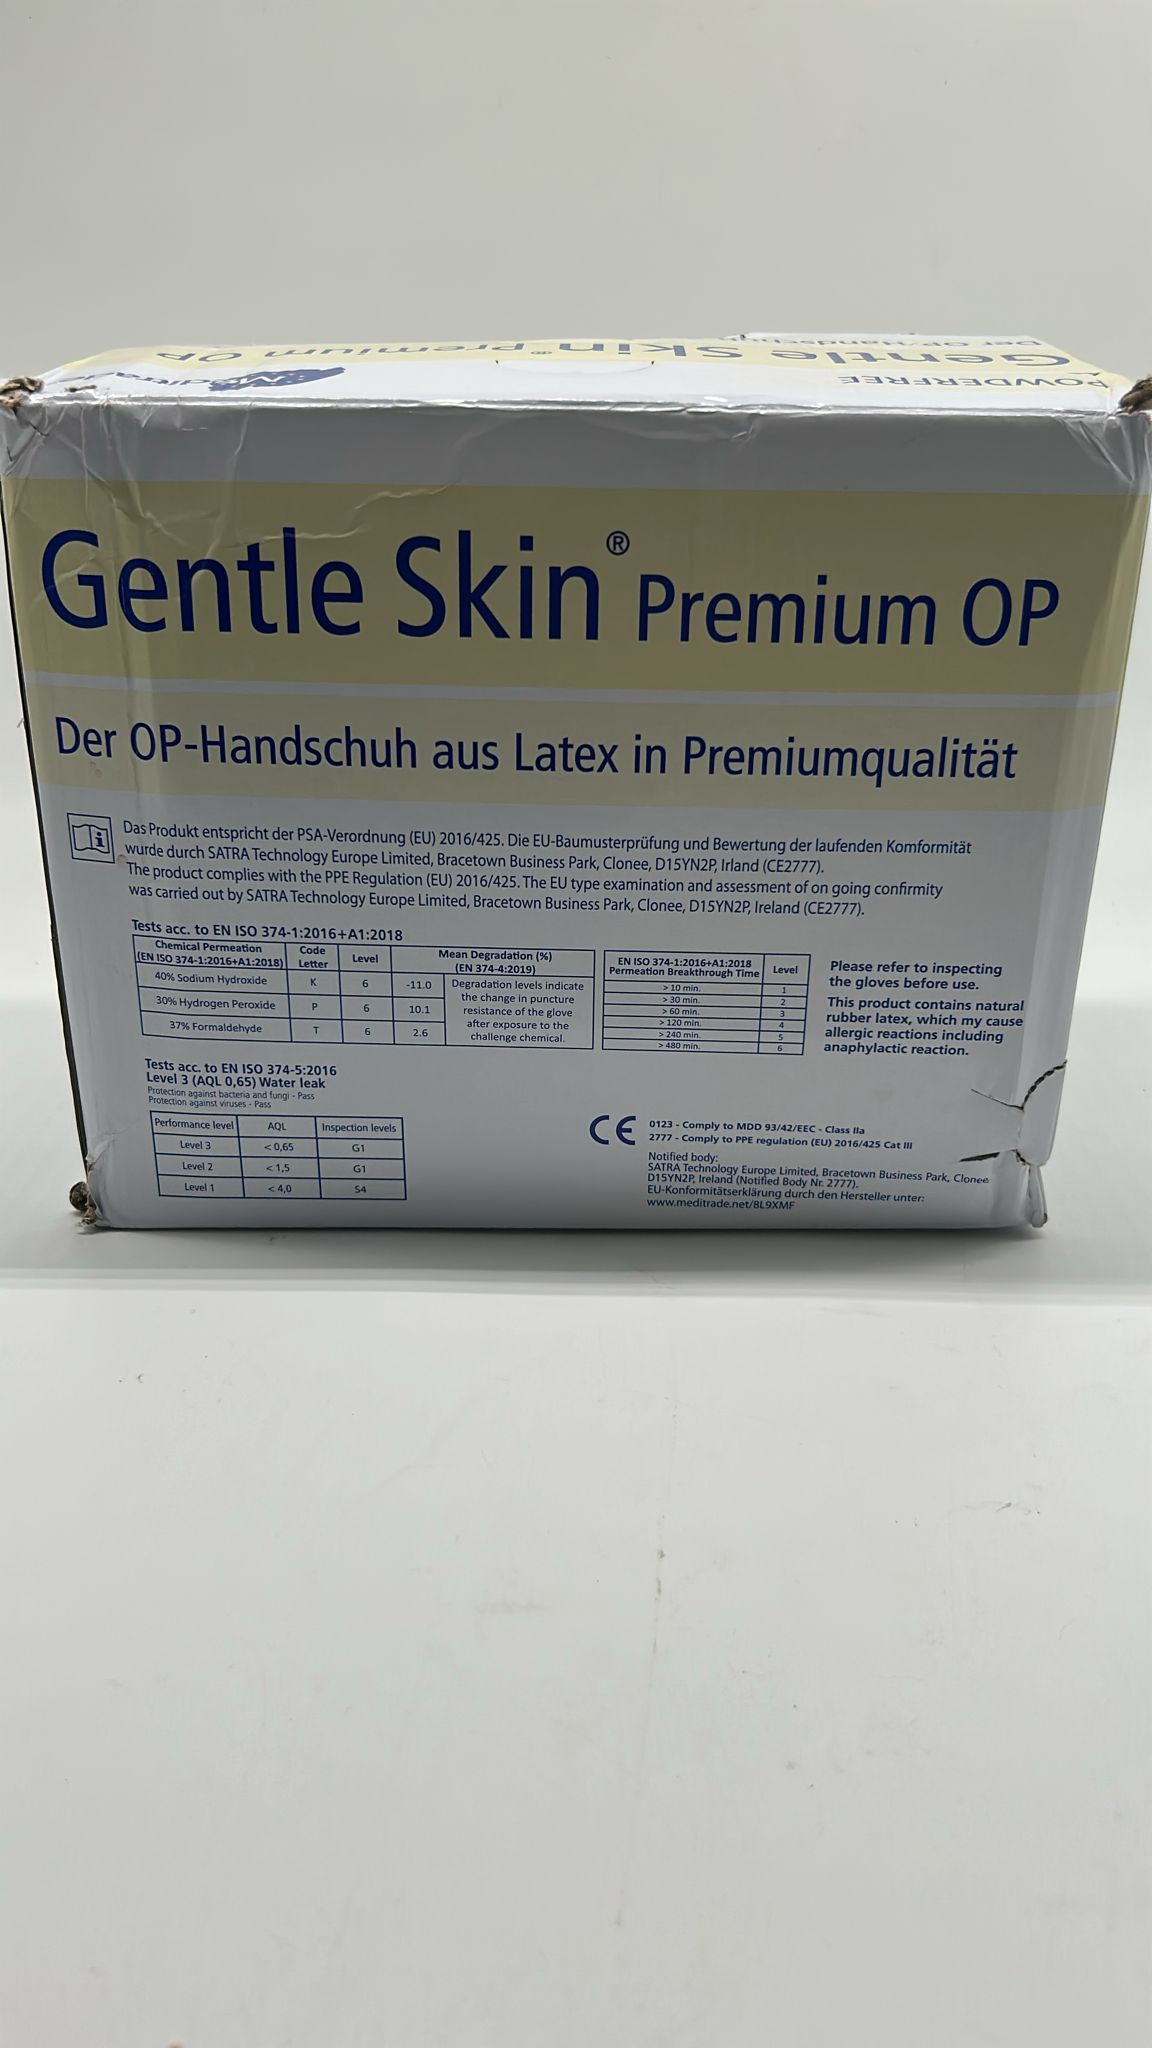 POWDERFREE
Gentle Skin® Premium OP
Der OP-Handschuh
Meditrade
Gentle Skin® Premium OP
Der OP-Handschuh aus Latex in Premiumqualität
Das Produkt entspricht der PSA-Verordnung (EU) 2016/425. Die EU-Baumusterprüfung und Bewertung der laufenden Komformität
wurde durch SATRA Technology Europe Limited, Bracetown Business Park, Clonee, D15YN2P, Irland (CE2777).
The product complies with the PPE Regulation (EU) 2016/425. The EU type examination and assessment of on going confirmity
was carried out by SATRA Technology Europe Limited, Bracetown Business Park, Clonee, D15YN2P, Ireland (CE2777).
Tests acc. to EN ISO 374-1:2016+A1:2018
Chemical Permeation
(EN ISO 374-1:2016+A1:2018)
Code
Letter
Level
Mean Degradation (%)
(EN 374-4:2019)
40% Sodium Hydroxide K 6 -11.0
30% Hydrogen Peroxide P 6 10.1
37% Formaldehyde T 6 2.6
Degradation levels indicate
the change in puncture
resistance of the glove
after exposure to the
challenge chemical.
EN ISO 374-1:2016+A1:2018
Permeation Breakthrough Time
Level
> 10 min. 1
> 30 min. 2
> 60 min. 3
> 120 min. 4
> 240 min. 5
> 480 min. 6
Please refer to inspecting
the gloves before use.
This product contains natural
rubber latex, which my cause
allergic reactions including
anaphylactic reaction.
Tests acc. to EN ISO 374-5:2016
Level 3 (AQL 0,65) Water leak
Protection against bacteria and fungi - Pass
Protection against viruses - Pass
Performance level AQL Inspection levels
Level 3 < 0,65 G1
Level 2 < 1,5 G1
Level 1 < 4,0 S4
CE
0123 - Comply to MDD 93/42/EEC - Class IIa
2777 - Comply to PPE regulation (EU) 2016/425 Cat III
Notified body:
SATRA Technology Europe Limited, Bracetown Business Park, Clonee
D15YN2P, Ireland (Notified Body Nr. 2777).
EU-Konformitätserklärung durch den Hersteller unter:
www.meditrade.net/8L9XMF